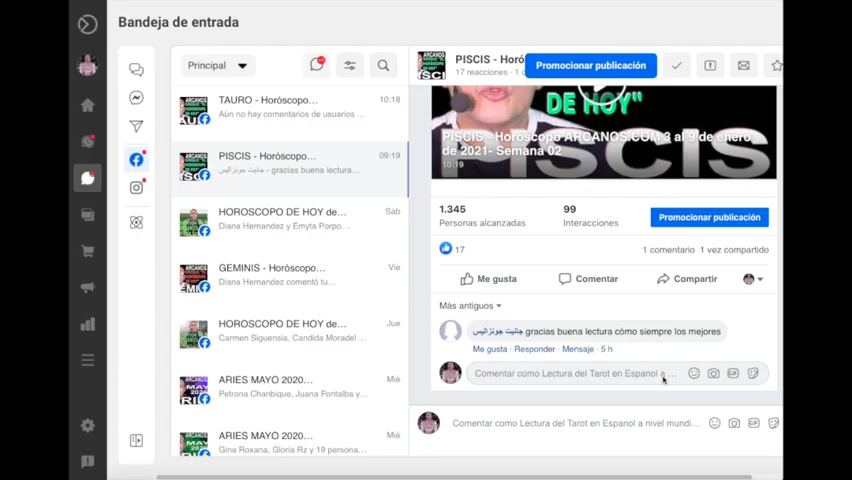 Bandeja de entrada
Principal
TAURO - Horóscopo...
10:18
Aún no hay comentarios de usuarios ...
PISCIS - Horóscopo...
09:19
جانيت جونزاليس - gracias buena lectura...
HOROSCOPO DE HOY de...
Sáb
Diana Hernandez y Emyta Porpo...
GEMINIS - Horóscopo...
Vie
Diana Hernandez comentó tu...
HOROSCOPO DE HOY de...
Jue
Carmen Siguensia, Candida Moradel ...
ARIES MAYO 2020...
Mié
Petrona Chanbique, Juana Fontalba y...
ARIES MAYO 2020...
Mié
Gina Roxana, Gloria Rz y 19 persona...
PISCIS - Horó
17 reacciones · 1 c
Promocionar publicación
DE HOY"
PISCIS - Horóscopo ARCANOS.COM 3 al 9 de enero
de 2021- Semana 02
10:19
1.345
Personas alcanzadas
99
Interacciones
Promocionar publicación
17
1 comentario 1 vez compartido
Me gusta
Comentar
Compartir
Más antiguos
جانيت جونزاليس gracias buena lectura cómo siempre los mejores
Me gusta · Responder · Mensaje · 5 h
Comentar como Lectura del Tarot en Espanol a ...
Comentar como Lectura del Tarot en Espanol a nivel mundi...